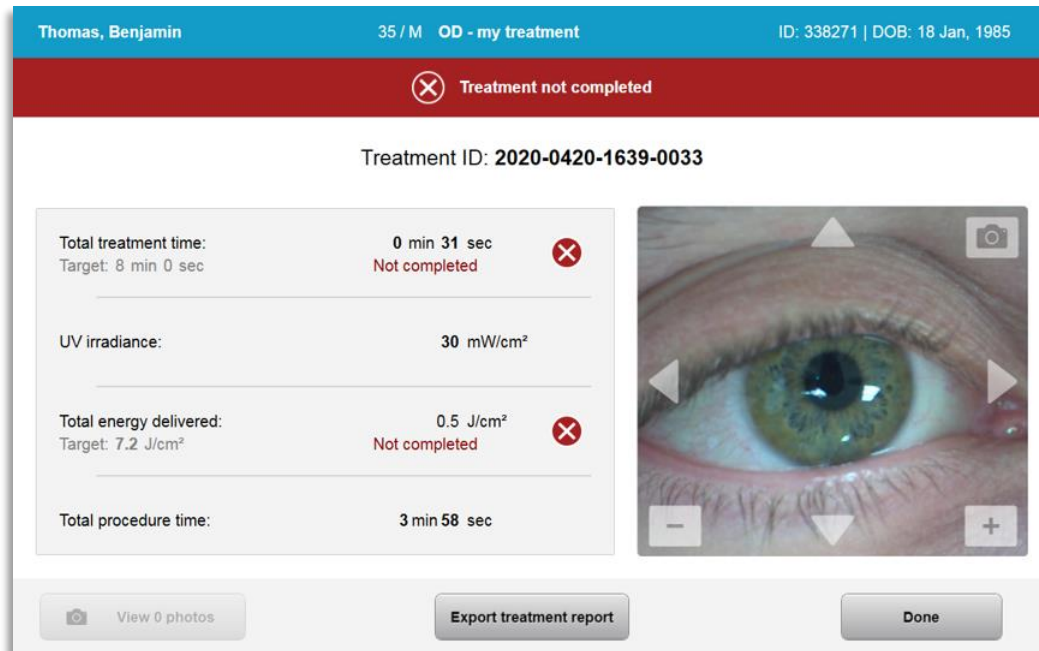 Thomas, Benjamin 35 / M OD - my treatment ID: 338271 | DOB: 18 Jan, 1985
Treatment not completed
Treatment ID: 2020-0420-1639-0033
Total treatment time: 0 min 31 sec
Target: 8 min 0 sec Not completed
UV irradiance: 30 mW/cm²
Total energy delivered: 0.5 J/cm²
Target: 7.2 J/cm² Not completed
Total procedure time: 3 min 58 sec
View 0 photos Export treatment report Done